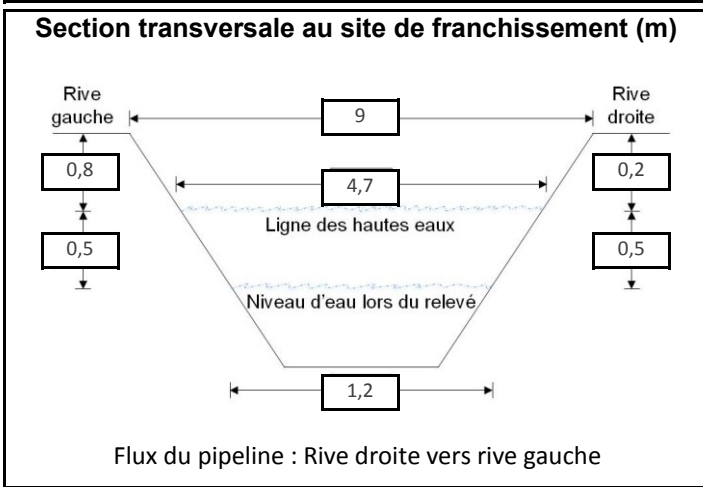 Section transversale au site de franchissement (m)
Rive gauche
9
Rive droite
0,8
4,7
0,2
Ligne des hautes eaux
0,5
0,5
Niveau d'eau lors du relevé
1,2
Flux du pipeline : Rive droite vers rive gauche